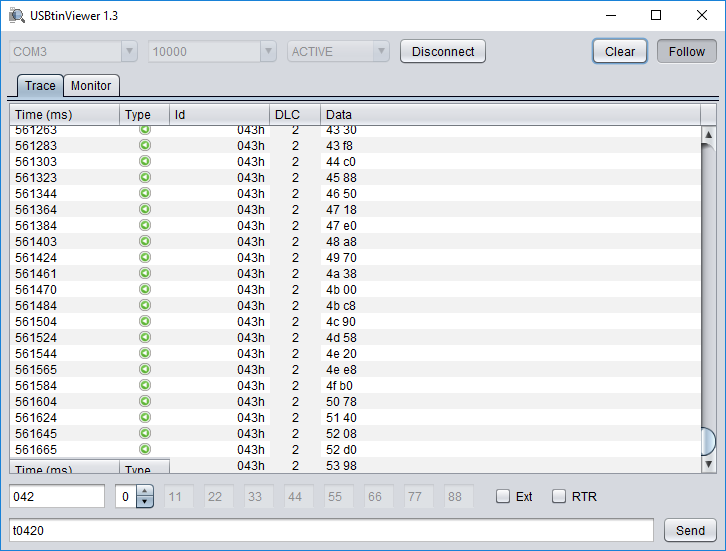 USBtinViewer 1.3
COM3 10000 ACTIVE Disconnect Clear Follow
Trace Monitor
Time (ms) Type Id DLC Data
561263 043h 2 43 30
561283 043h 2 43 f8
561303 043h 2 44 c0
561323 043h 2 45 88
561344 043h 2 46 50
561364 043h 2 47 18
561384 043h 2 47 e0
561403 043h 2 48 a8
561424 043h 2 49 70
561461 043h 2 4a 38
561470 043h 2 4b 00
561484 043h 2 4b c8
561504 043h 2 4c 90
561524 043h 2 4d 58
561544 043h 2 4e 20
561565 043h 2 4e e8
561584 043h 2 4f b0
561604 043h 2 50 78
561624 043h 2 51 40
561645 043h 2 52 08
561665 043h 2 52 d0
Time (ms) Type 043h 2 53 98
042 0 11 22 33 44 55 66 77 88 Ext RTR
t0420 Send